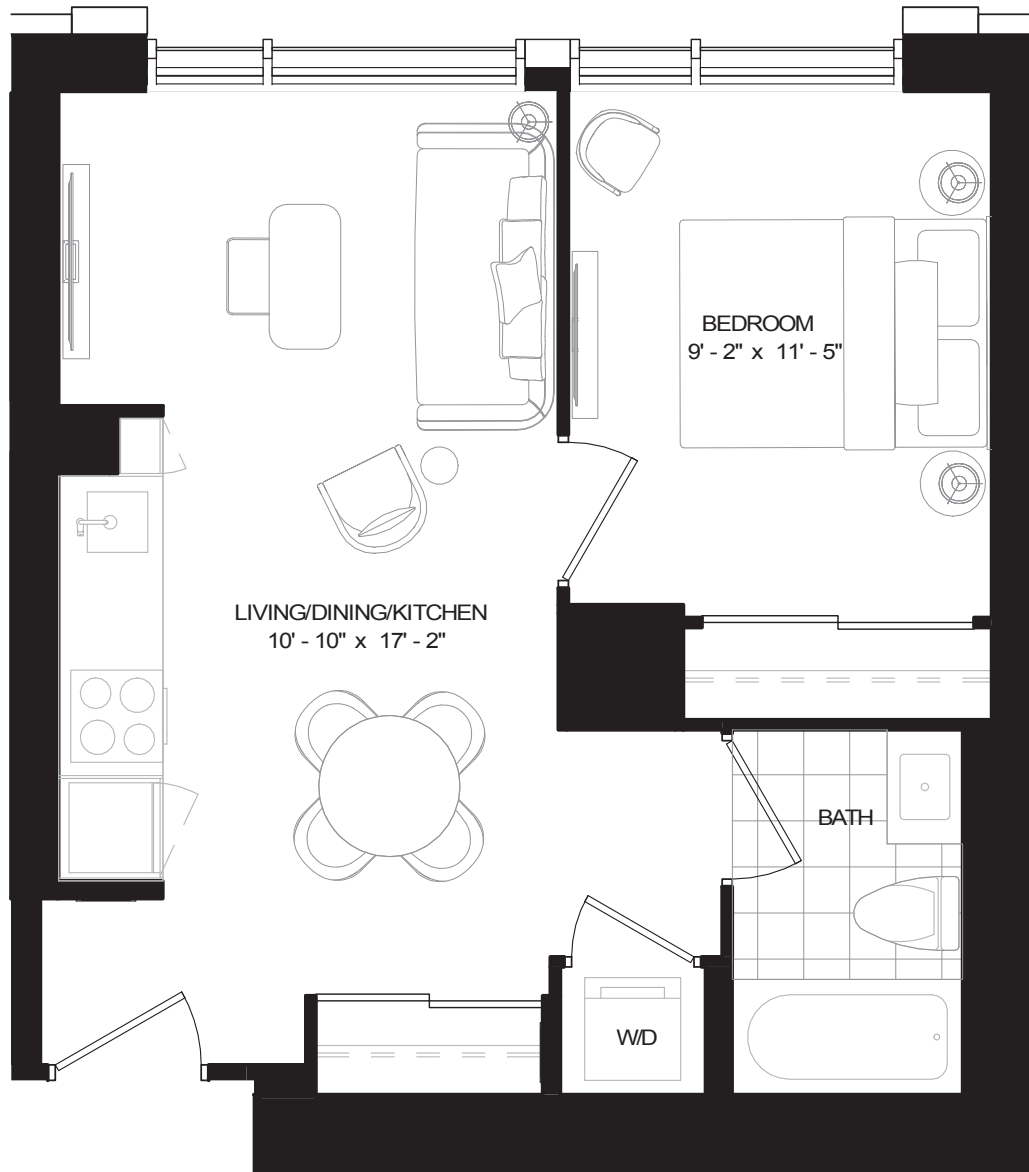 BEDROOM
9' - 2" x 11' - 5"
LIVING/DINING/KITCHEN
10' - 10" x 17' - 2"
BATH
W/D